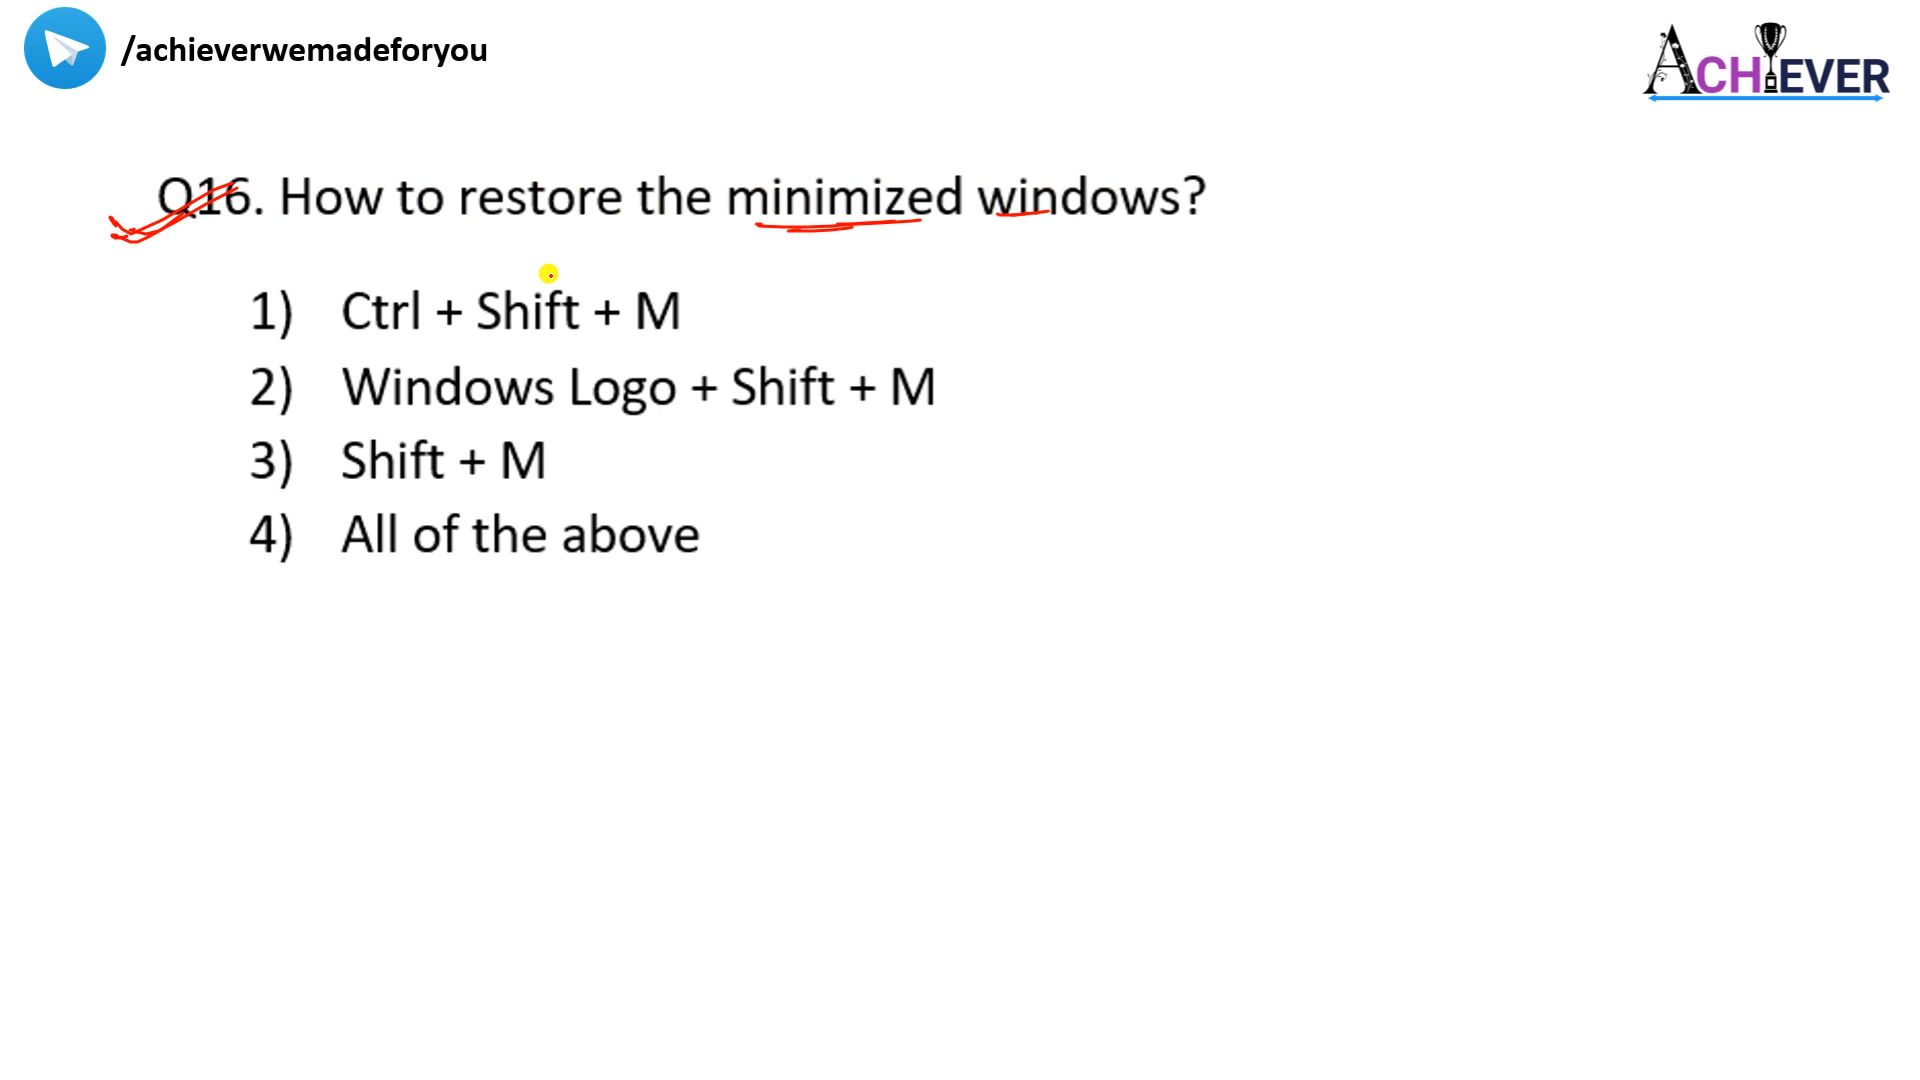 /achieverwemadeforyou
ACHIEVER
Q16. How to restore the minimized windows?
1) Ctrl + Shift + M
2) Windows Logo + Shift + M
3) Shift + M
4) All of the above